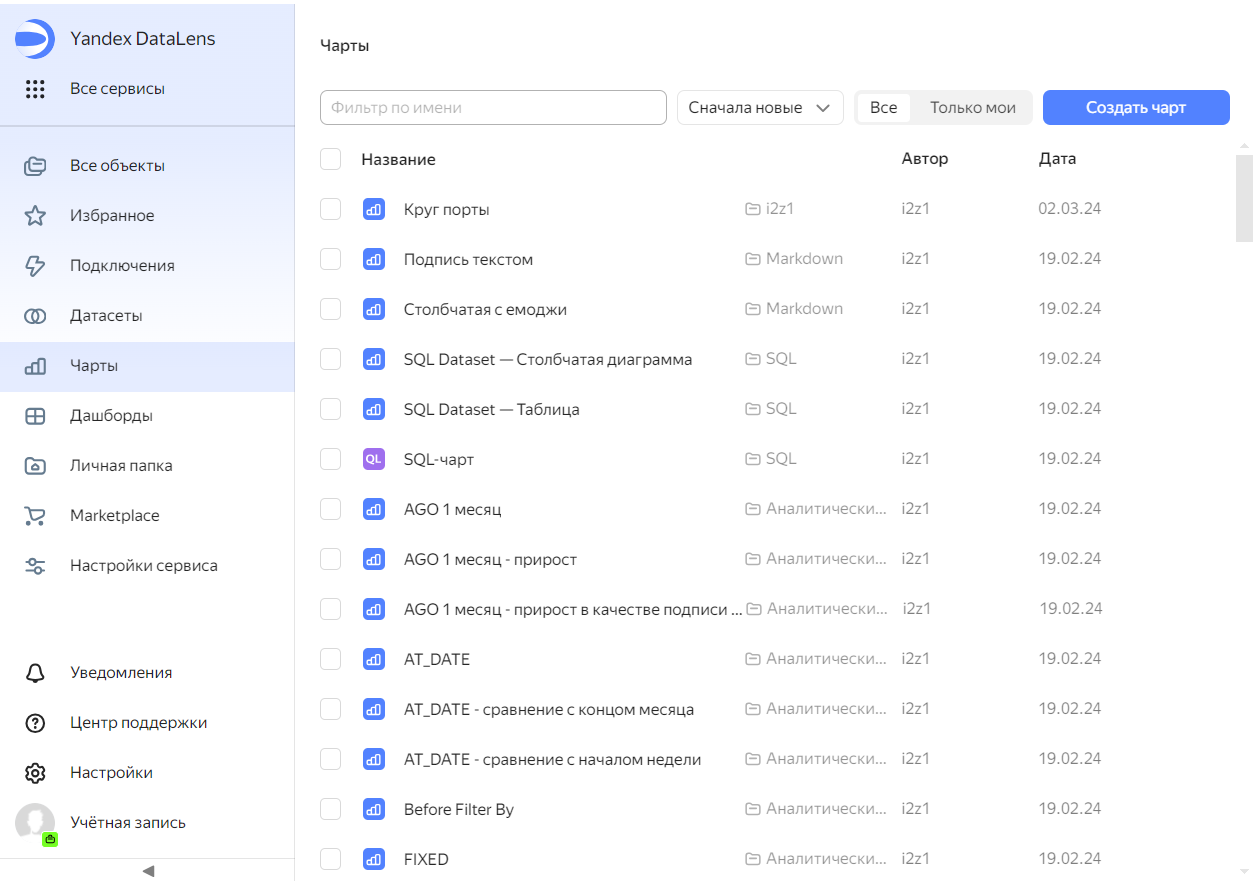 Yandex DataLens
Все сервисы
Все объекты
Избранное
Подключения
Датасеты
Чарты
Дашборды
Личная папка
Marketplace
Настройки сервиса
Уведомления
Центр поддержки
Настройки
Учётная запись
Чарты
Фильтр по имени Сначала новые Все Только мои Создать чарт
Название Автор Дата
Круг порты i2z1 i2z1 02.03.24
Подпись текстом Markdown i2z1 19.02.24
Столбчатая с емоджи Markdown i2z1 19.02.24
SQL Dataset — Столбчатая диаграмма SQL i2z1 19.02.24
SQL Dataset — Таблица SQL i2z1 19.02.24
QL SQL-чарт SQL i2z1 19.02.24
AGO 1 месяц Аналитически... i2z1 19.02.24
AGO 1 месяц - прирост Аналитически... i2z1 19.02.24
AGO 1 месяц - прирост в качестве подписи ... Аналитически... i2z1 19.02.24
AT_DATE Аналитически... i2z1 19.02.24
AT_DATE - сравнение с концом месяца Аналитически... i2z1 19.02.24
AT_DATE - сравнение с началом недели Аналитически... i2z1 19.02.24
Before Filter By Аналитически... i2z1 19.02.24
FIXED Аналитически... i2z1 19.02.24